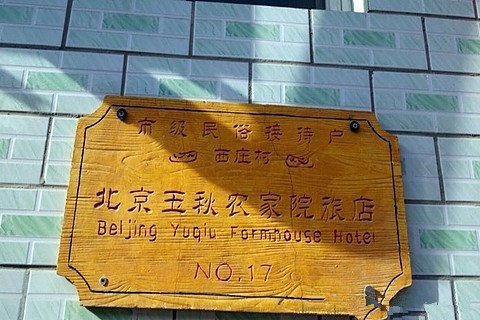 市级民俗接待户
西庄村
北京玉秋农家院旅店
Beijing Yuqiu Formhouse Hotel
NO.17